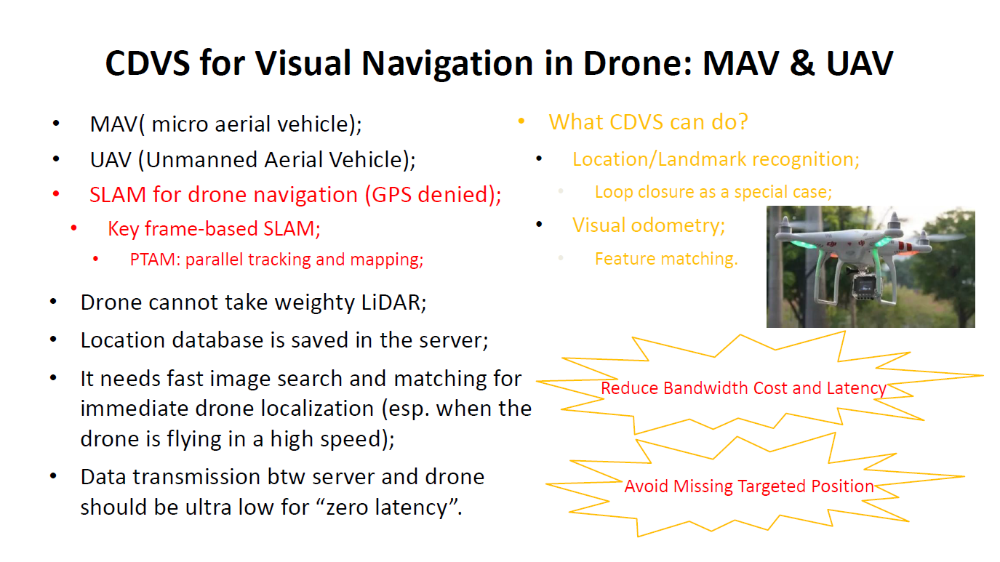 CDVS for Visual Navigation in Drone: MAV & UAV
• MAV( micro aerial vehicle);
• UAV (Unmanned Aerial Vehicle);
• SLAM for drone navigation (GPS denied);
• Key frame-based SLAM;
• PTAM: parallel tracking and mapping;
• Drone cannot take weighty LiDAR;
• Location database is saved in the server;
• It needs fast image search and matching for
immediate drone localization (esp. when the
drone is flying in a high speed);
• Data transmission btw server and drone
should be ultra low for “zero latency”.
• What CDVS can do?
• Location/Landmark recognition;
• Loop closure as a special case;
• Visual odometry;
• Feature matching.
dji
dji
Reduce Bandwidth Cost and Latency
Avoid Missing Targeted Position